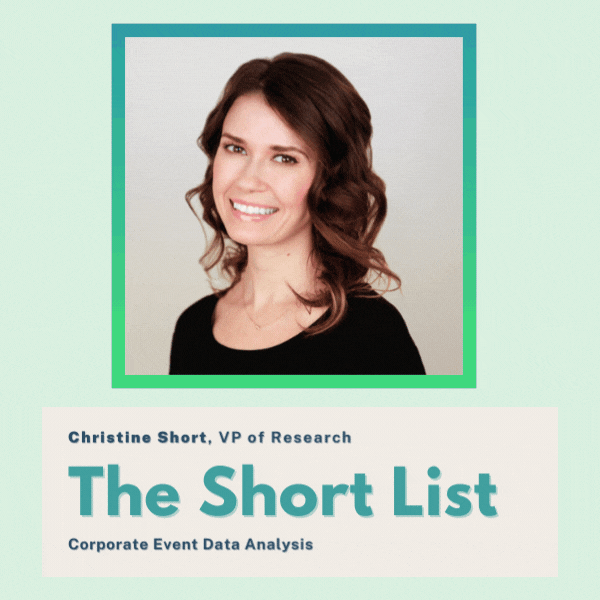 Christine Short, VP of Research
The Short List
Corporate Event Data Analysis